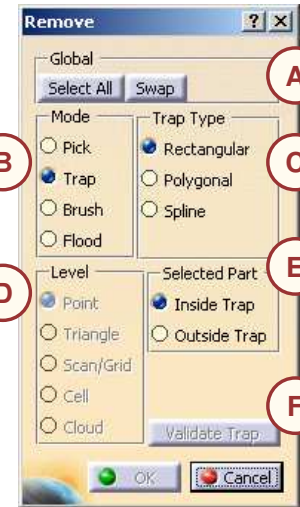 Remove ? ×
Global
Select All Swap
A
Mode
Trap Type
B
Pick
Rectangular
C
Trap
Polygonal
Brush
Spline
Flood
Level
Selected Part
E
D
Point
Inside Trap
Triangle
Outside Trap
Scan/Grid
Cell
Cloud
Validate Trap
F
OK
Cancel